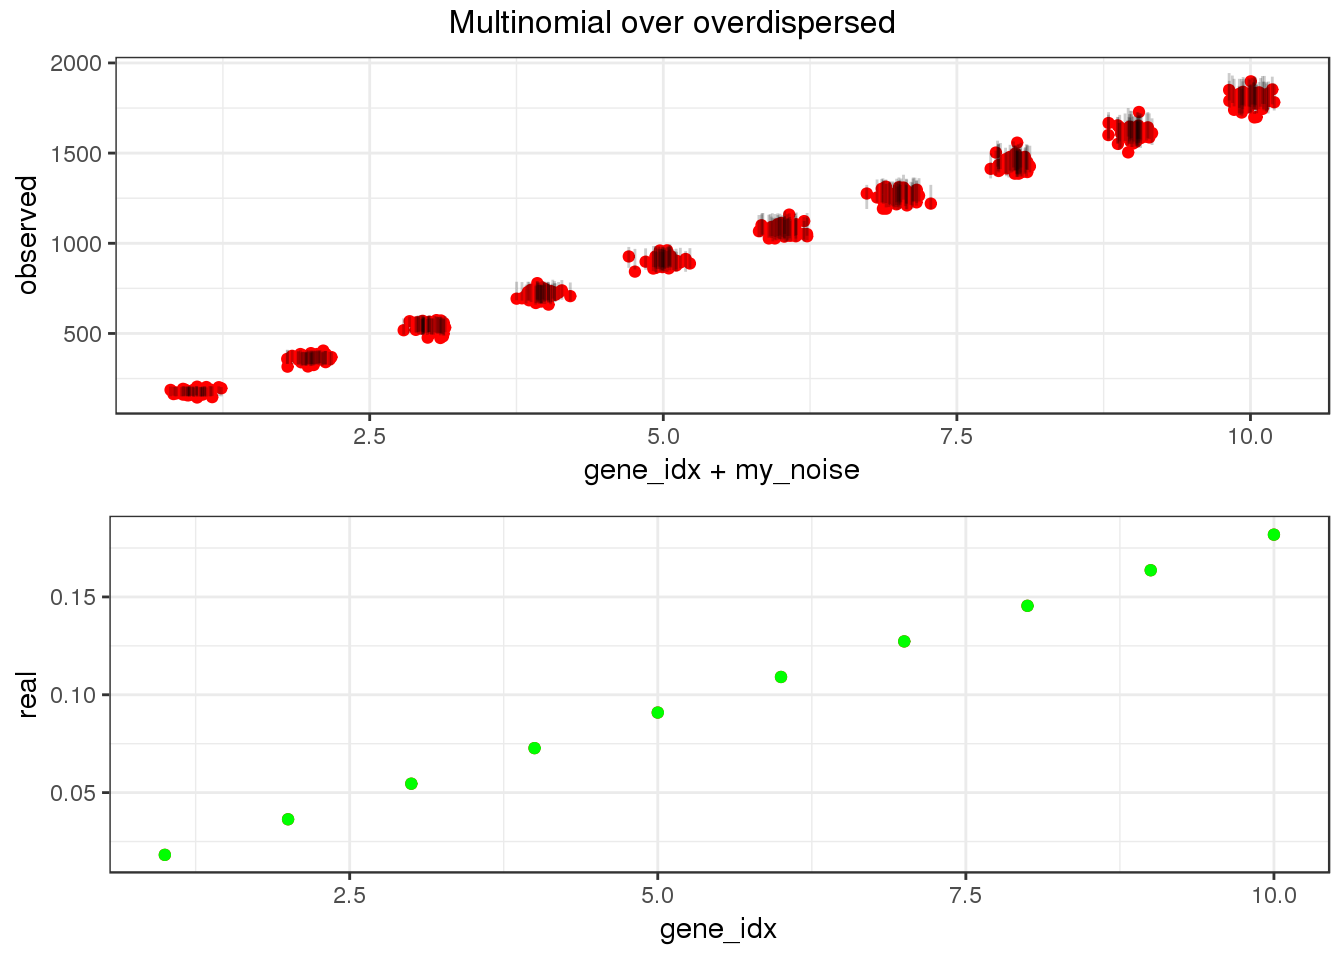 Multinomial over overdispersed
2000
1500
1000
500
observed
2.5 5.0 7.5 10.0
gene_idx + my_noise
0.15
0.10
0.05
real
2.5 5.0 7.5 10.0
gene_idx